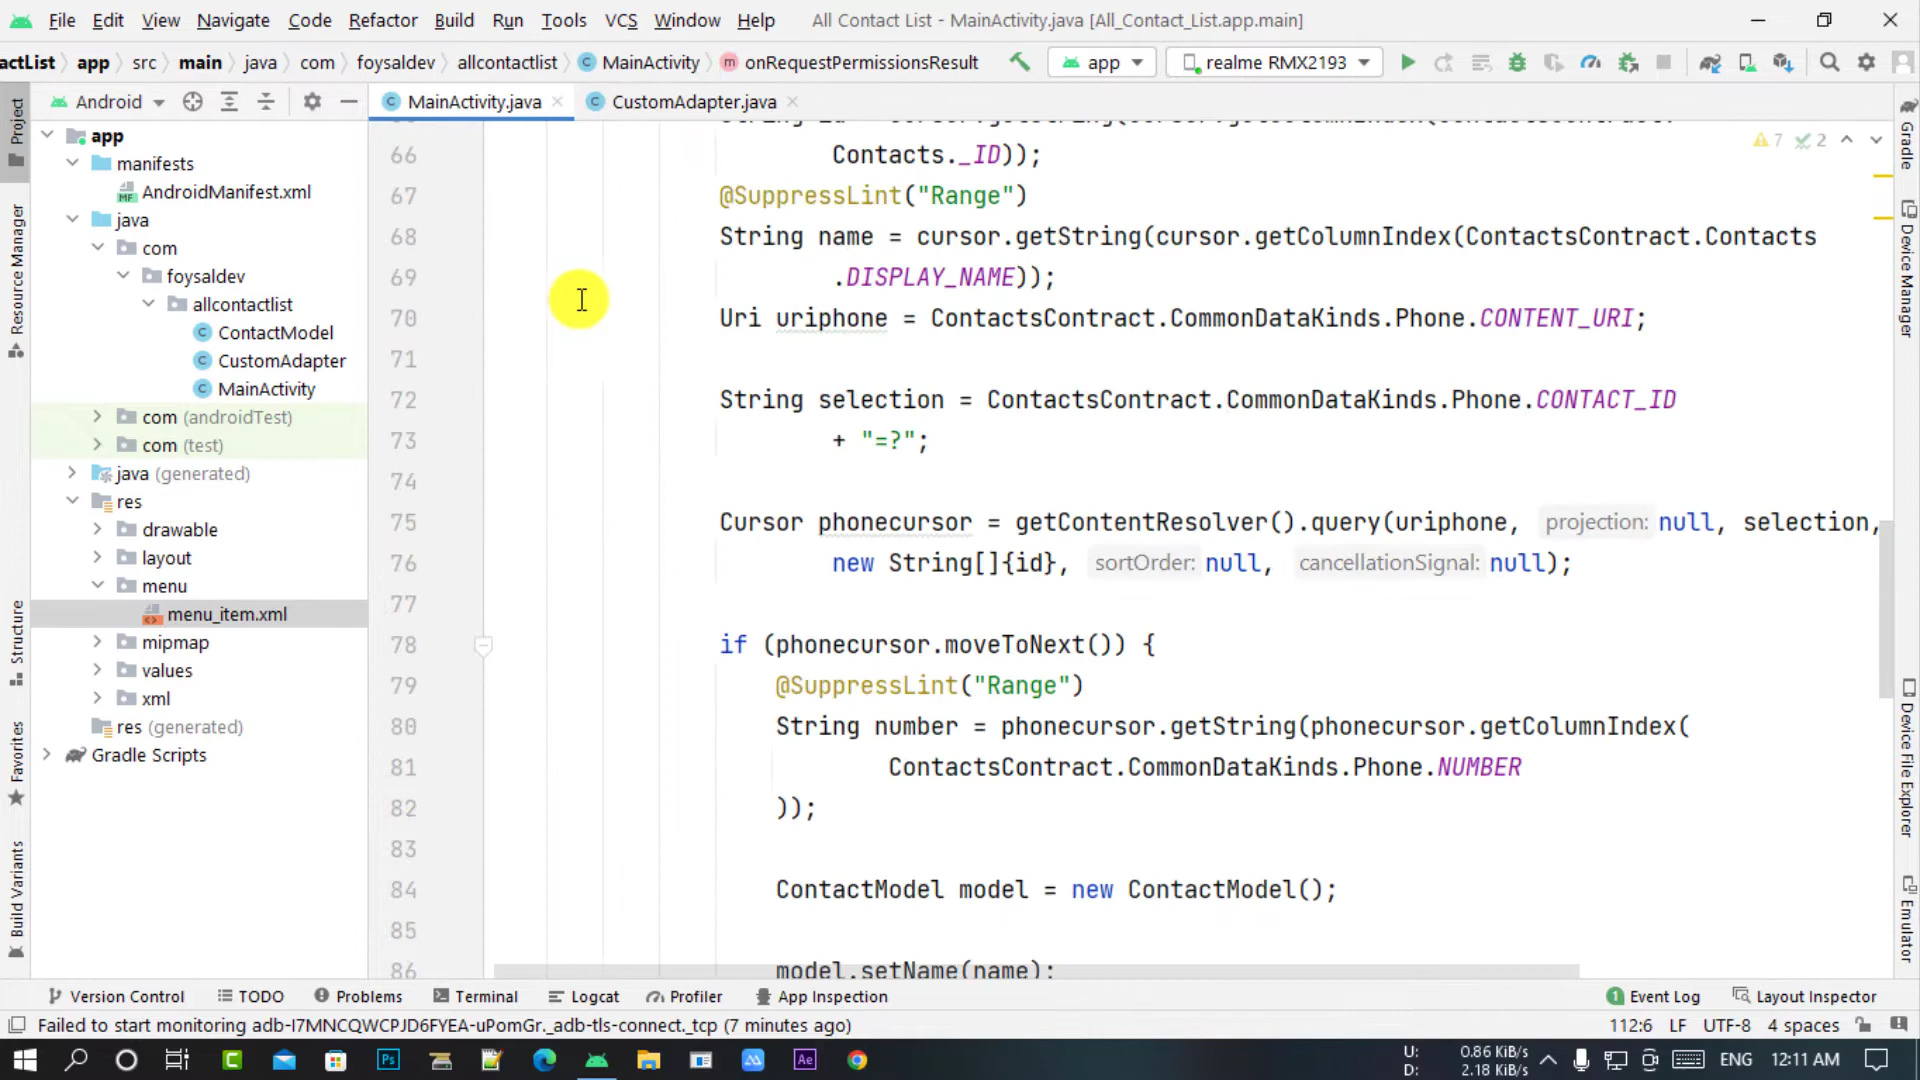 File Edit View Navigate Code Refactor Build Run Tools VCS Window Help All Contact List - MainActivity.java [All_Contact_List.app.main]
actList app src main java com foysaldev allcontactlist MainActivity onRequestPermissionsResult app realme RMX2193
Android MainActivity.java CustomAdapter.java
Project
Resource Manager
Structure
Favorites
Build Variants
app
manifests
AndroidManifest.xml
java
com
foysaldev
allcontactlist
ContactModel
CustomAdapter
MainActivity
com (androidTest)
com (test)
java (generated)
res
drawable
layout
menu
menu_item.xml
mipmap
values
xml
res (generated)
Gradle Scripts
7 2
66 Contacts._ID));
67 @SuppressLint("Range")
68 String name = cursor.getString(cursor.getColumnIndex(ContactsContract.Contacts
69 .DISPLAY_NAME));
70 Uri uriphone = ContactsContract.CommonDataKinds.Phone.CONTENT_URI;
71
72 String selection = ContactsContract.CommonDataKinds.Phone.CONTACT_ID
73 + "=?";
74
75 Cursor phonecursor = getContentResolver().query(uriphone, projection: null, selection,
76 new String[]{id}, sortOrder: null, cancellationSignal: null);
77
78 if (phonecursor.moveToNext()) {
79 @SuppressLint("Range")
80 String number = phonecursor.getString(phonecursor.getColumnIndex(
81 ContactsContract.CommonDataKinds.Phone.NUMBER
82 ));
83
84 ContactModel model = new ContactModel();
85
86 model.setName(name);
Gradle
Device Manager
Device File Explorer
Emulator
Version Control TODO Problems Terminal Logcat Profiler App Inspection 1 Event Log Layout Inspector
Failed to start monitoring adb-I7MNCQWCPJD6FYEA-uPomGr._adb-tls-connect._tcp (7 minutes ago) 112:6 LF UTF-8 4 spaces
Ps Ae U: 0.86 KiB/s ENG 12:11 AM
D: 2.18 KiB/s